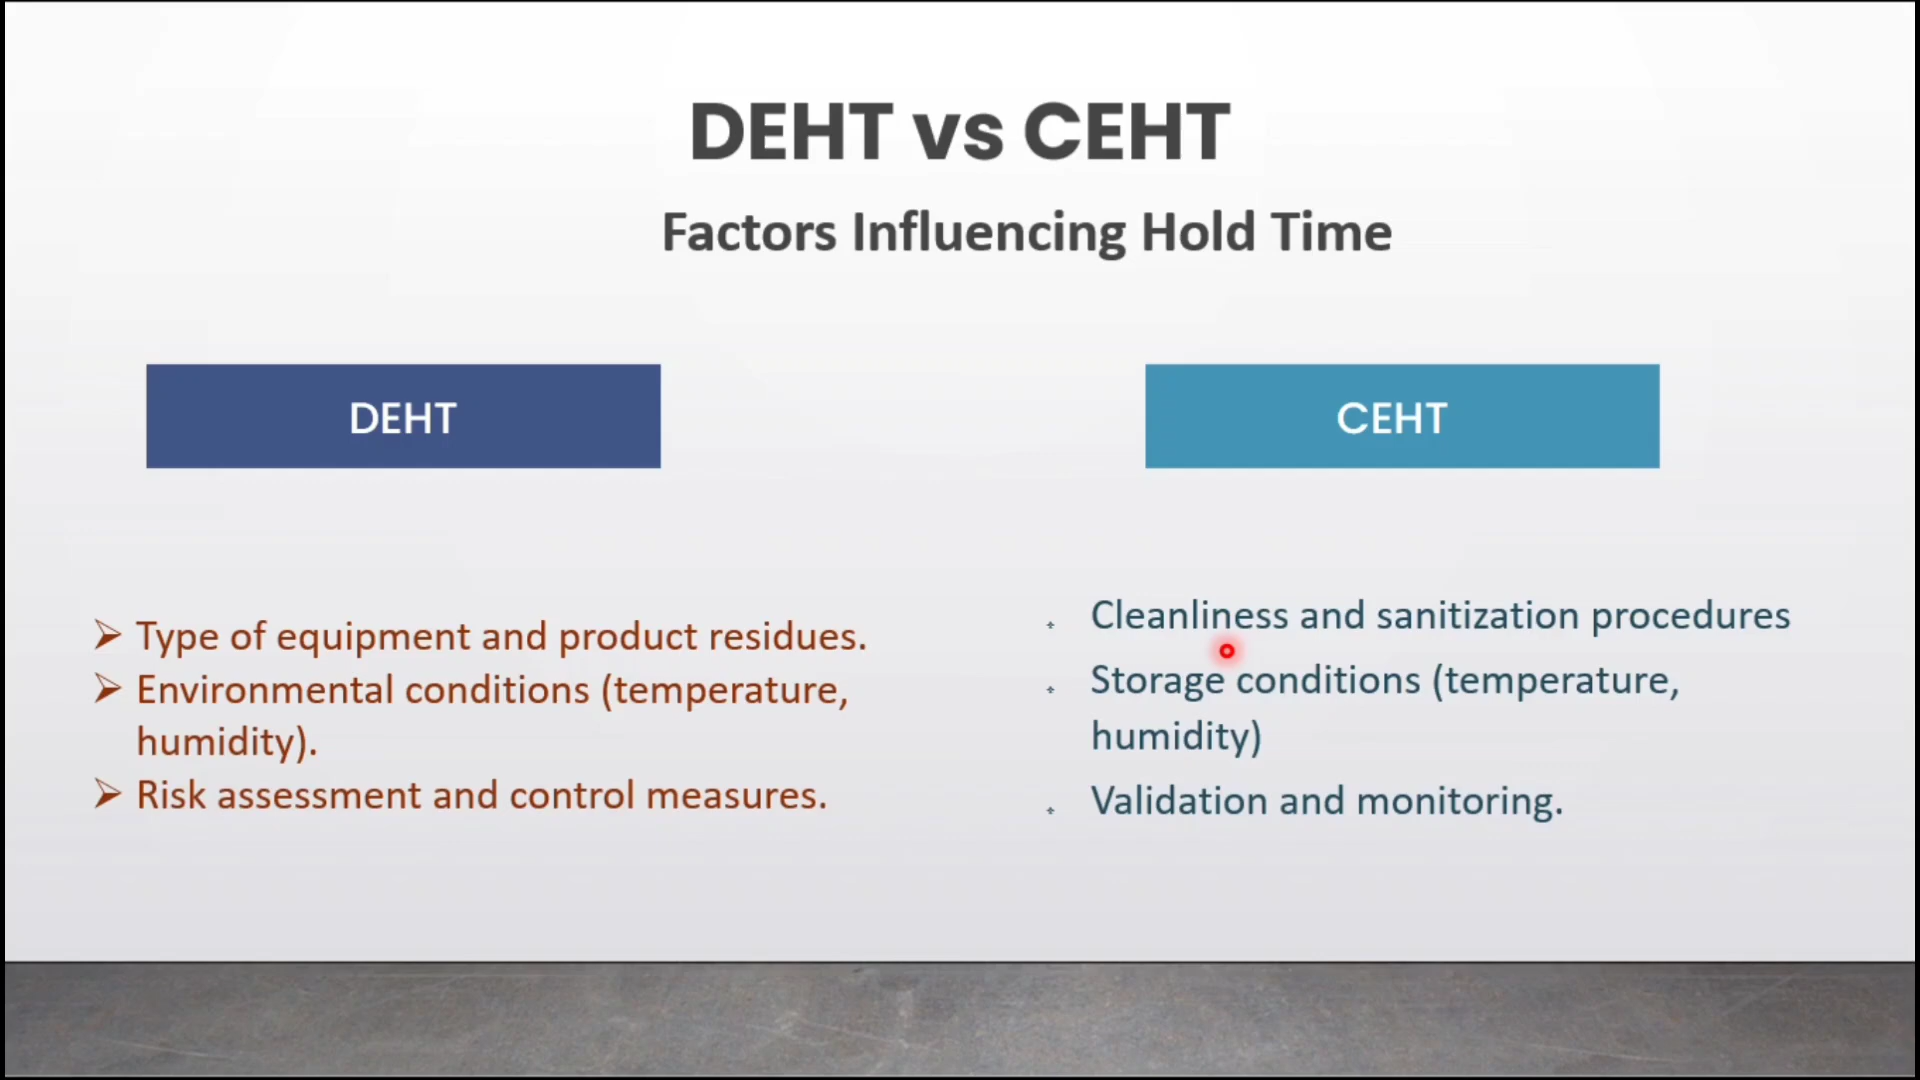 DEHT vs CEHT
Factors Influencing Hold Time
DEHT
Type of equipment and product residues.
Environmental conditions (temperature,
humidity).
Risk assessment and control measures.
CEHT
Cleanliness and sanitization procedures
Storage conditions (temperature,
humidity)
Validation and monitoring.